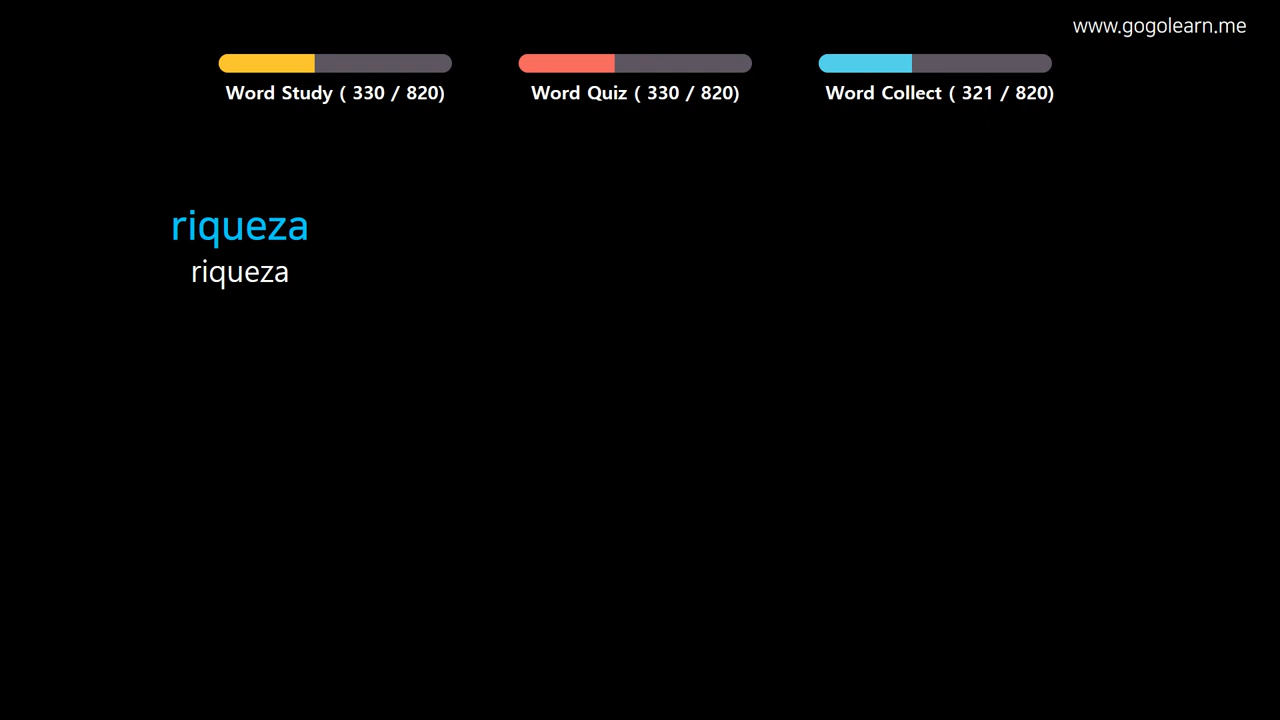 www.gogolearn.me
Word Study ( 330 / 820)
Word Quiz ( 330 / 820)
Word Collect ( 321 / 820)
riqueza
riqueza